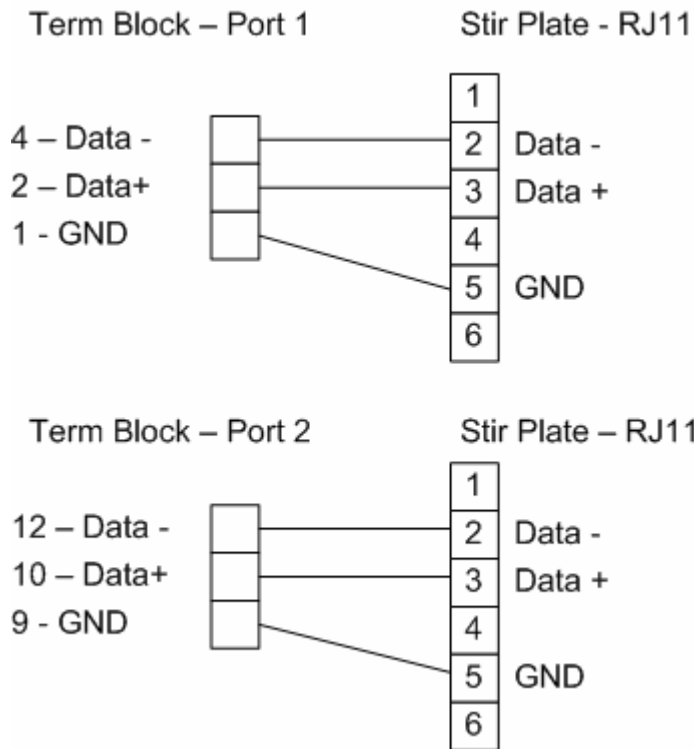 Term Block – Port 1 Stir Plate - RJ11
1
4 – Data - 2 Data -
2 – Data+ 3 Data +
1 - GND 4
5 GND
6
Term Block – Port 2 Stir Plate – RJ11
1
12 – Data - 2 Data -
10 – Data+ 3 Data +
9 - GND 4
5 GND
6